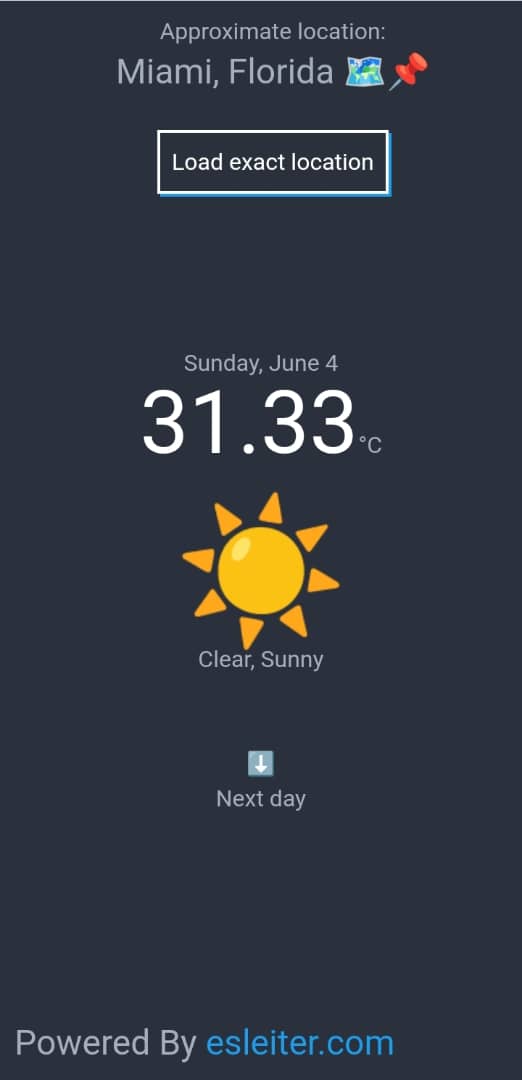 Approximate location:
Miami, Florida 🗺️📌
Load exact location
Sunday, June 4
31.33 °C
Clear, Sunny
⬇️
Next day
Powered By esleiter.com